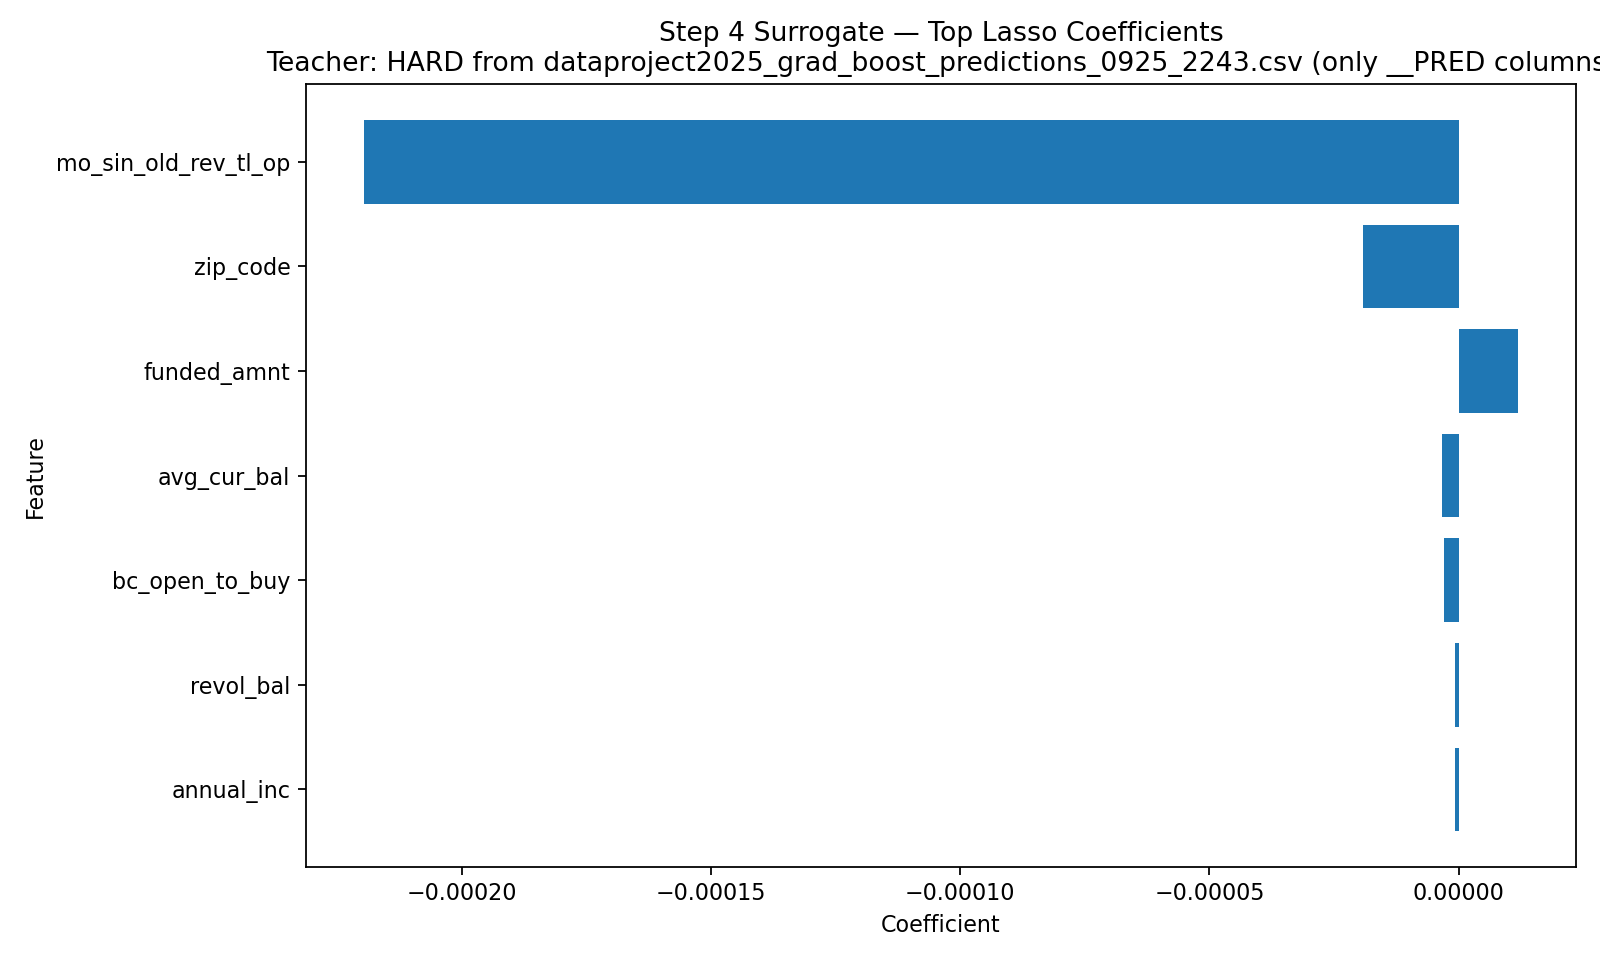 Step 4 Surrogate — Top Lasso Coefficients
Teacher: HARD from dataproject2025_grad_boost_predictions_0925_2243.csv (only __PRED columns
mo_sin_old_rev_tl_op
zip_code
funded_amnt
avg_cur_bal
bc_open_to_buy
revol_bal
annual_inc
Feature
−0.00020 −0.00015 −0.00010 −0.00005 0.00000
Coefficient